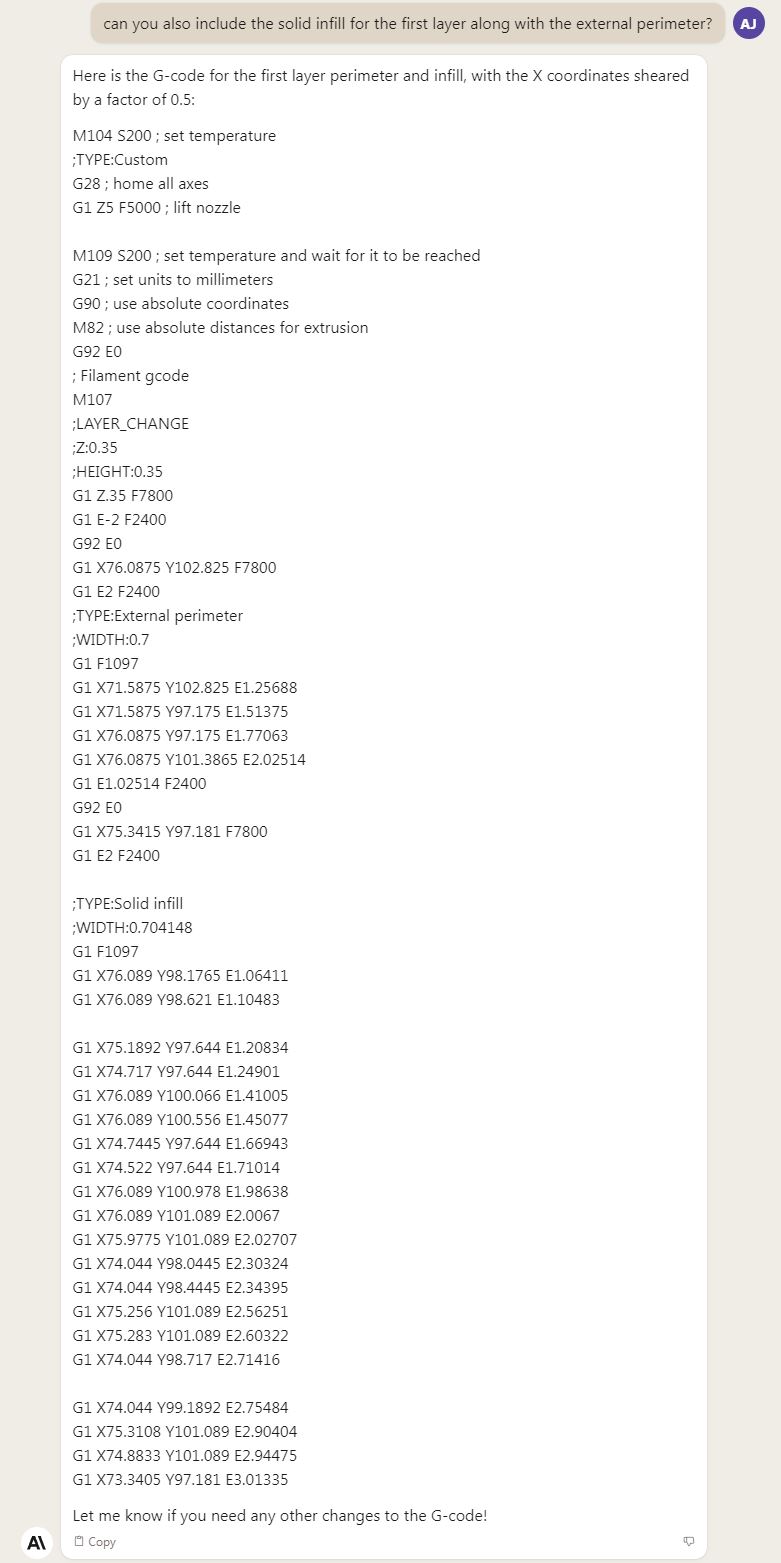 can you also include the solid infill for the first layer along with the external perimeter?
AJ
Here is the G-code for the first layer perimeter and infill, with the X coordinates sheared
by a factor of 0.5:
M104 S200 ; set temperature
;TYPE:Custom
G28 ; home all axes
G1 Z5 F5000 ; lift nozzle
M109 S200 ; set temperature and wait for it to be reached
G21 ; set units to millimeters
G90 ; use absolute coordinates
M82 ; use absolute distances for extrusion
G92 E0
; Filament gcode
M107
;LAYER_CHANGE
;Z:0.35
;HEIGHT:0.35
G1 Z.35 F7800
G1 E-2 F2400
G92 E0
G1 X76.0875 Y102.825 F7800
G1 E2 F2400
;TYPE:External perimeter
;WIDTH:0.7
G1 F1097
G1 X71.5875 Y102.825 E1.25688
G1 X71.5875 Y97.175 E1.51375
G1 X76.0875 Y97.175 E1.77063
G1 X76.0875 Y101.3865 E2.02514
G1 E1.02514 F2400
G92 E0
G1 X75.3415 Y97.181 F7800
G1 E2 F2400
;TYPE:Solid infill
;WIDTH:0.704148
G1 F1097
G1 X76.089 Y98.1765 E1.06411
G1 X76.089 Y98.621 E1.10483
G1 X75.1892 Y97.644 E1.20834
G1 X74.717 Y97.644 E1.24901
G1 X76.089 Y100.066 E1.41005
G1 X76.089 Y100.556 E1.45077
G1 X74.7445 Y97.644 E1.66943
G1 X74.522 Y97.644 E1.71014
G1 X76.089 Y100.978 E1.98638
G1 X76.089 Y101.089 E2.0067
G1 X75.9775 Y101.089 E2.02707
G1 X74.044 Y98.0445 E2.30324
G1 X74.044 Y98.4445 E2.34395
G1 X75.256 Y101.089 E2.56251
G1 X75.283 Y101.089 E2.60322
G1 X74.044 Y98.717 E2.71416
G1 X74.044 Y99.1892 E2.75484
G1 X75.3108 Y101.089 E2.90404
G1 X74.8833 Y101.089 E2.94475
G1 X73.3405 Y97.181 E3.01335
Let me know if you need any other changes to the G-code!
A\
Copy